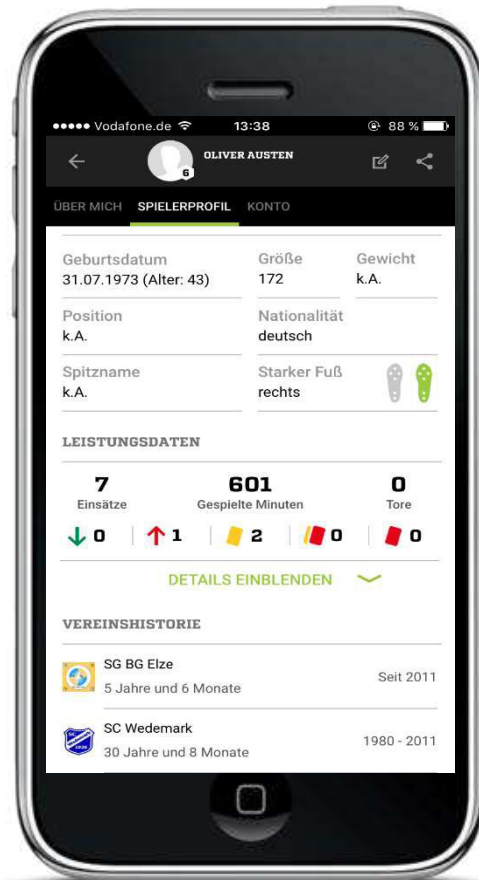 Vodafone.de 13:38 88 %
OLIVER AUSTEN
6
ÜBER MICH SPIELERPROFIL KONTO
Geburtsdatum Größe Gewicht
31.07.1973 (Alter: 43) 172 k.A.
Position Nationalität
k.A. deutsch
Spitzname Starker Fuß
k.A. rechts
LEISTUNGSDATEN
7 601 0
Einsätze Gespielte Minuten Tore
0 1 2 0 0
DETAILS EINBLENDEN
VEREINSHISTORIE
SG BG Elze
5 Jahre und 6 Monate Seit 2011
SC Wedemark
30 Jahre und 8 Monate 1980 - 2011